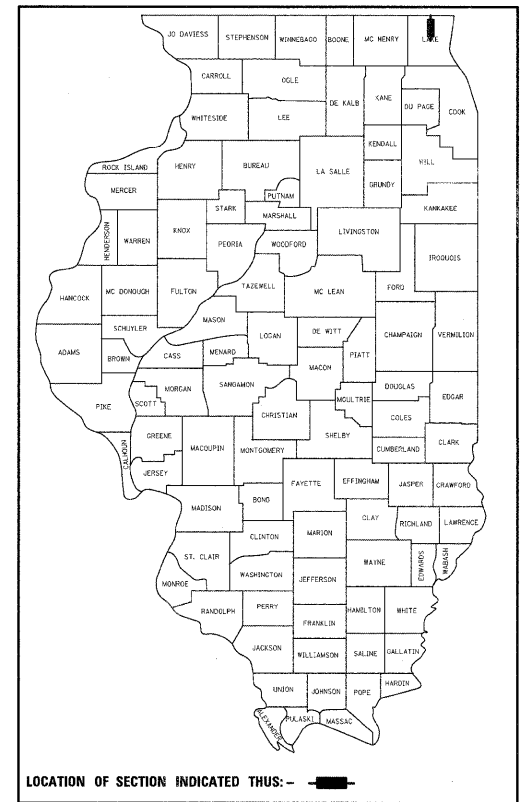 JO DAVIESS STEPHENSON WINNEBAGO BOONE MC HENRY LAKE
CARROLL OGLE
DE KALB KANE
DU PAGE COOK
WHITESIDE LEE
KENDALL WILL
ROCK ISLAND HENRY BUREAU LA SALLE
GRUNDY
MERCER PUTNAM
STARK MARSHALL KANKAKEE
HENDERSON WARREN KNOX PEORIA WOODFORD LIVINGSTON
IROQUOIS
HANCOCK MC DONOUGH FULTON TAZEWELL MC LEAN FORD
MASON
SCHUYLER LOGAN DE WITT CHAMPAIGN VERMILION
ADAMS BROWN CASS MENARD PIATT
MACON
MORGAN SANGAMON DOUGLAS
PIKE SCOTT MOULTRIE EDGAR
CHRISTIAN COLES
GREENE SHELBY
CALHOUN MACOUPIN MONTGOMERY CUMBERLAND CLARK
JERSEY
FAYETTE EFFINGHAM JASPER CRAWFORD
MADISON BOND
CLAY RICHLAND LAWRENCE
CLINTON MARION
ST. CLAIR WAYNE EDWARDS WABASH
MONROE WASHINGTON JEFFERSON
RANDOLPH PERRY HAMILTON WHITE
FRANKLIN
JACKSON WILLIAMSON SALINE GALLATIN
UNION JOHNSON POPE HARDIN
ALEXANDER PULASKI MASSAC
LOCATION OF SECTION INDICATED THUS:-